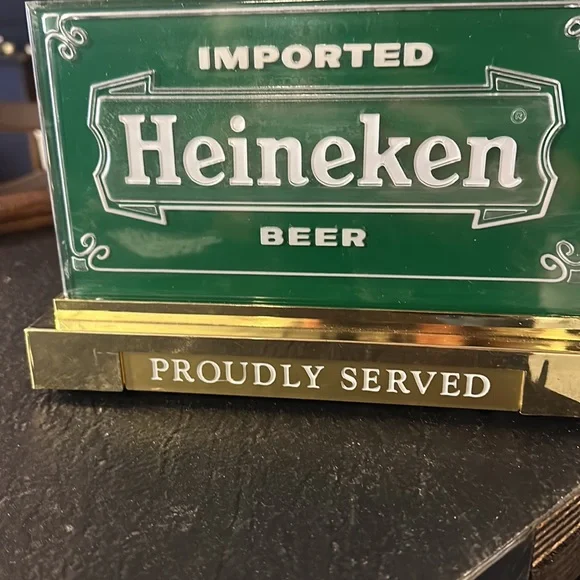 IMPORTED
Heineken®
BEER
PROUDLY SERVED